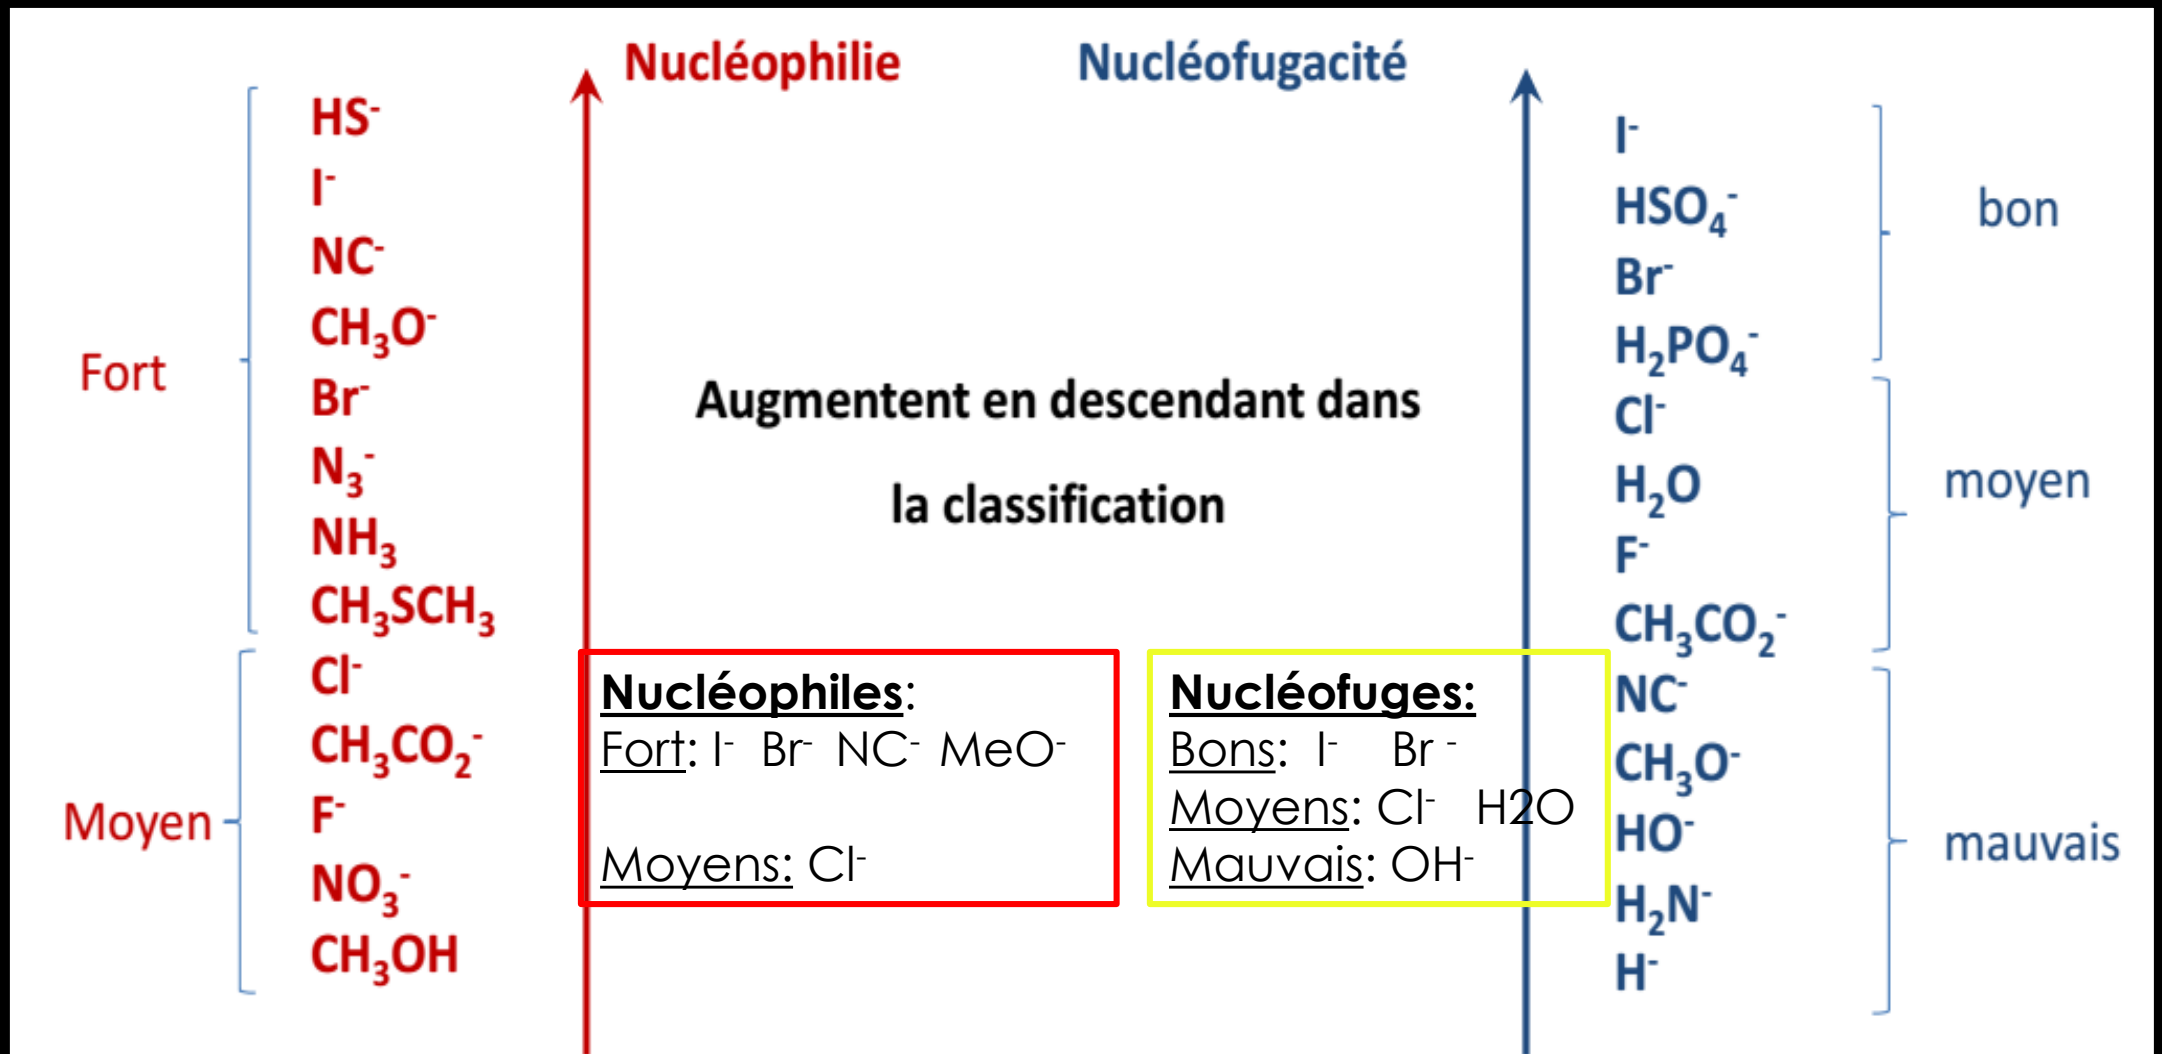 Nucléophilie
Nucléofugacité
HS⁻
I⁻
NC⁻
CH₃O⁻
Br⁻
N₃⁻
NH₃
CH₃SCH₃
Fort
Cl⁻
CH₃CO₂⁻
F⁻
NO₃⁻
CH₃OH
Moyen
Augmentent en descendant dans
la classification
Nucléophiles:
Fort: I⁻ Br⁻ NC⁻ MeO⁻
Moyens: Cl⁻
Nucléofuges:
Bons: I⁻ Br ⁻
Moyens: Cl⁻ H2O
Mauvais: OH⁻
I⁻
HSO₄⁻
Br⁻
H₂PO₄⁻
bon
Cl⁻
H₂O
F⁻
CH₃CO₂⁻
moyen
NC⁻
CH₃O⁻
HO⁻
H₂N⁻
H⁻
mauvais